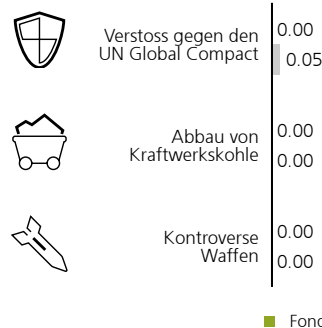 Verstoss gegen den
UN Global Compact
0.00
0.05
Abbau von
Kraftwerkskohle
0.00
0.00
Kontroverse
Waffen
0.00
0.00